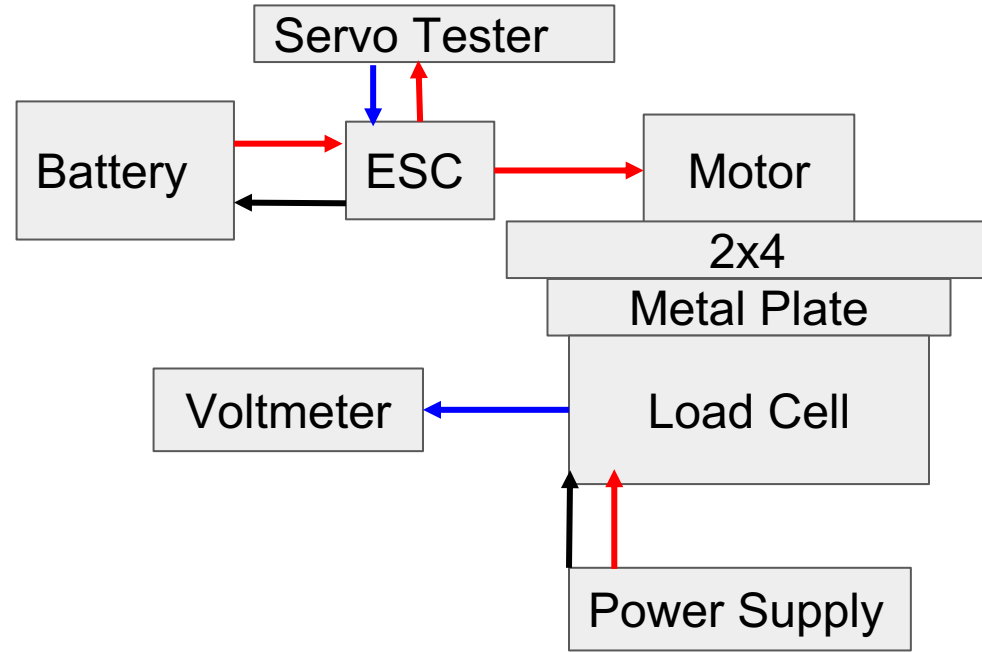 Servo Tester
Battery
ESC
Motor
2x4
Metal Plate
Voltmeter
Load Cell
Power Supply